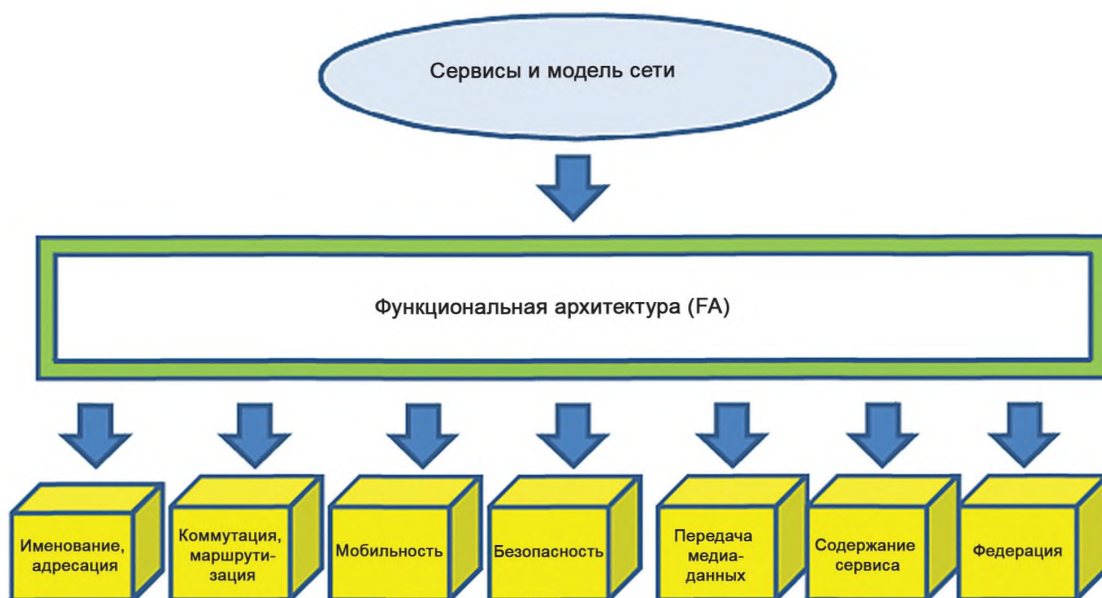 Сервисы и модель сети
Функциональная архитектура (FA)
Именование,
адресация
Коммутация,
маршрути-
зация
Мобильность
Безопасность
Передача
медиа-
данных
Содержание
сервиса
Федерация